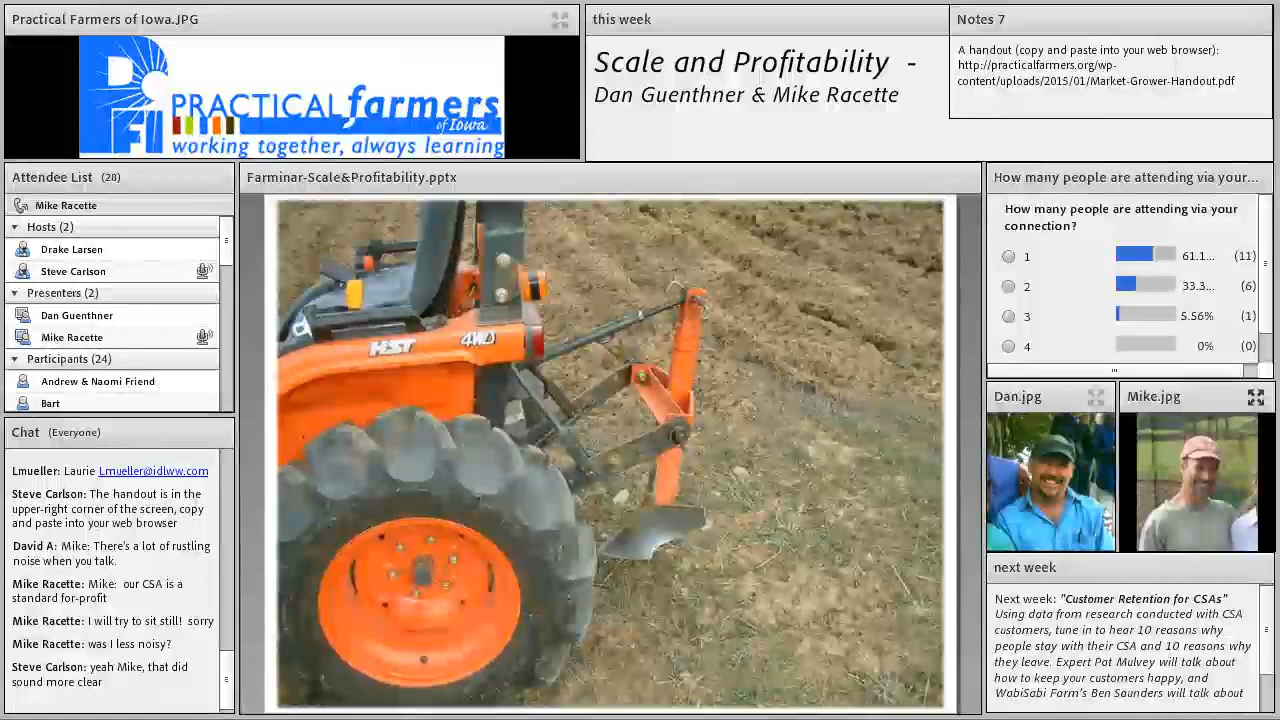 Practical Farmers of Iowa.JPG
PRACTICAL farmers
of Iowa
PFI
working together, always learning
this week
Scale and Profitability -
Dan Guenthner & Mike Racette
Notes 7
A handout (copy and paste into your web browser):
http://practicalfarmers.org/wp-
content/uploads/2015/01/Market-Grower-Handout.pdf
Attendee List (28)
Mike Racette
Hosts (2)
Drake Larsen
Steve Carlson
Presenters (2)
Dan Guenthner
Mike Racette
Participants (24)
Andrew & Naomi Friend
Bart
Chat (Everyone)
Lmueller: Laurie Lmueller@idlww.com
Steve Carlson: The handout is in the
upper-right corner of the screen, copy
and paste into your web browser
David A: Mike: There's a lot of rustling
noise when you talk.
Mike Racette: Mike: our CSA is a
standard for-profit
Mike Racette: I will try to sit still! sorry
Mike Racette: was I less noisy?
Steve Carlson: yeah Mike, that did
sound more clear
Farminar-Scale&Profitability.pptx
HST 4WD
How many people are attending via your...
How many people are attending via your
connection?
1 61.1... (11)
2 33.3... (6)
3 5.56% (1)
4 0% (0)
Dan.jpg
Mike.jpg
next week
Next week: "Customer Retention for CSAs"
Using data from research conducted with CSA
customers, tune in to hear 10 reasons why
people stay with their CSA and 10 reasons why
they leave. Expert Pat Mulvey will talk about
how to keep your customers happy, and
WabiSabi Farm's Ben Saunders will talk about